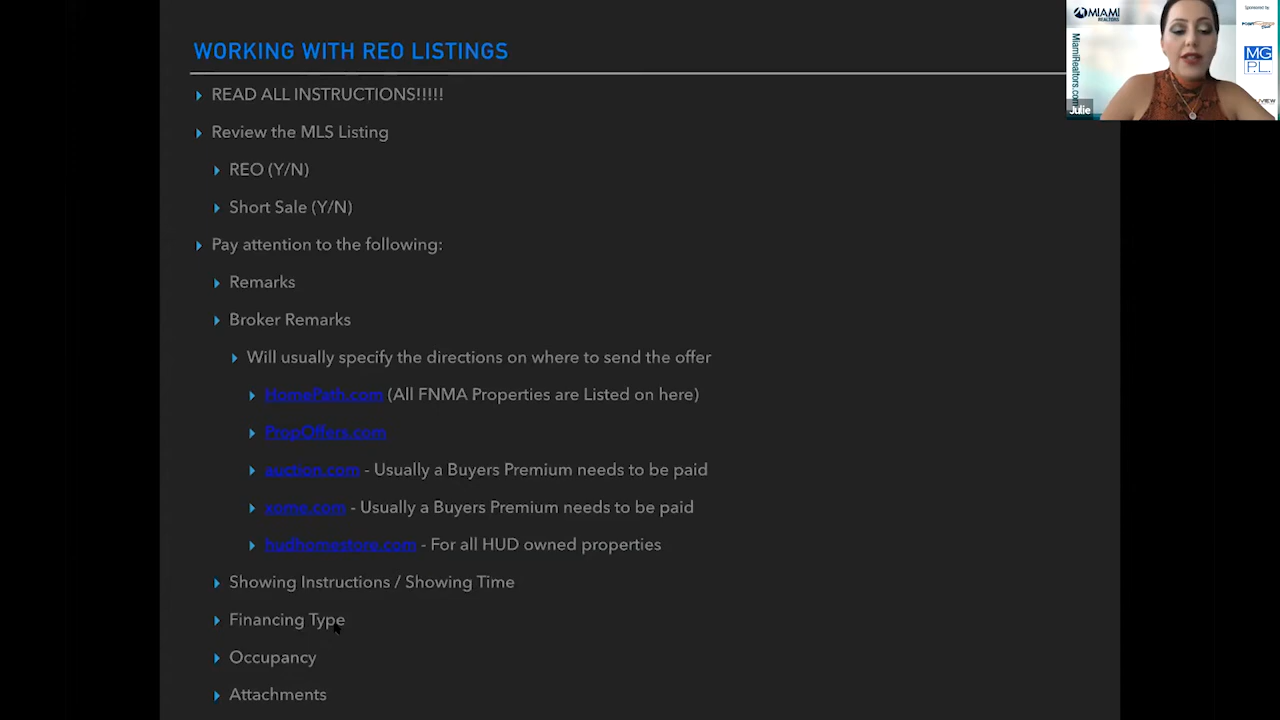 WORKING WITH REO LISTINGS
READ ALL INSTRUCTIONS!!!!!
Review the MLS Listing
REO (Y/N)
Short Sale (Y/N)
Pay attention to the following:
Remarks
Broker Remarks
Will usually specify the directions on where to send the offer
HomePath.com (All FNMA Properties are Listed on here)
PropOffers.com
auction.com - Usually a Buyers Premium needs to be paid
xome.com - Usually a Buyers Premium needs to be paid
hudhomestore.com - For all HUD owned properties
Showing Instructions / Showing Time
Financing Type
Occupancy
Attachments
MIAMI
REALTORS
MiamiRealtors.com
Julie
Sponsored by
MG
P.L.